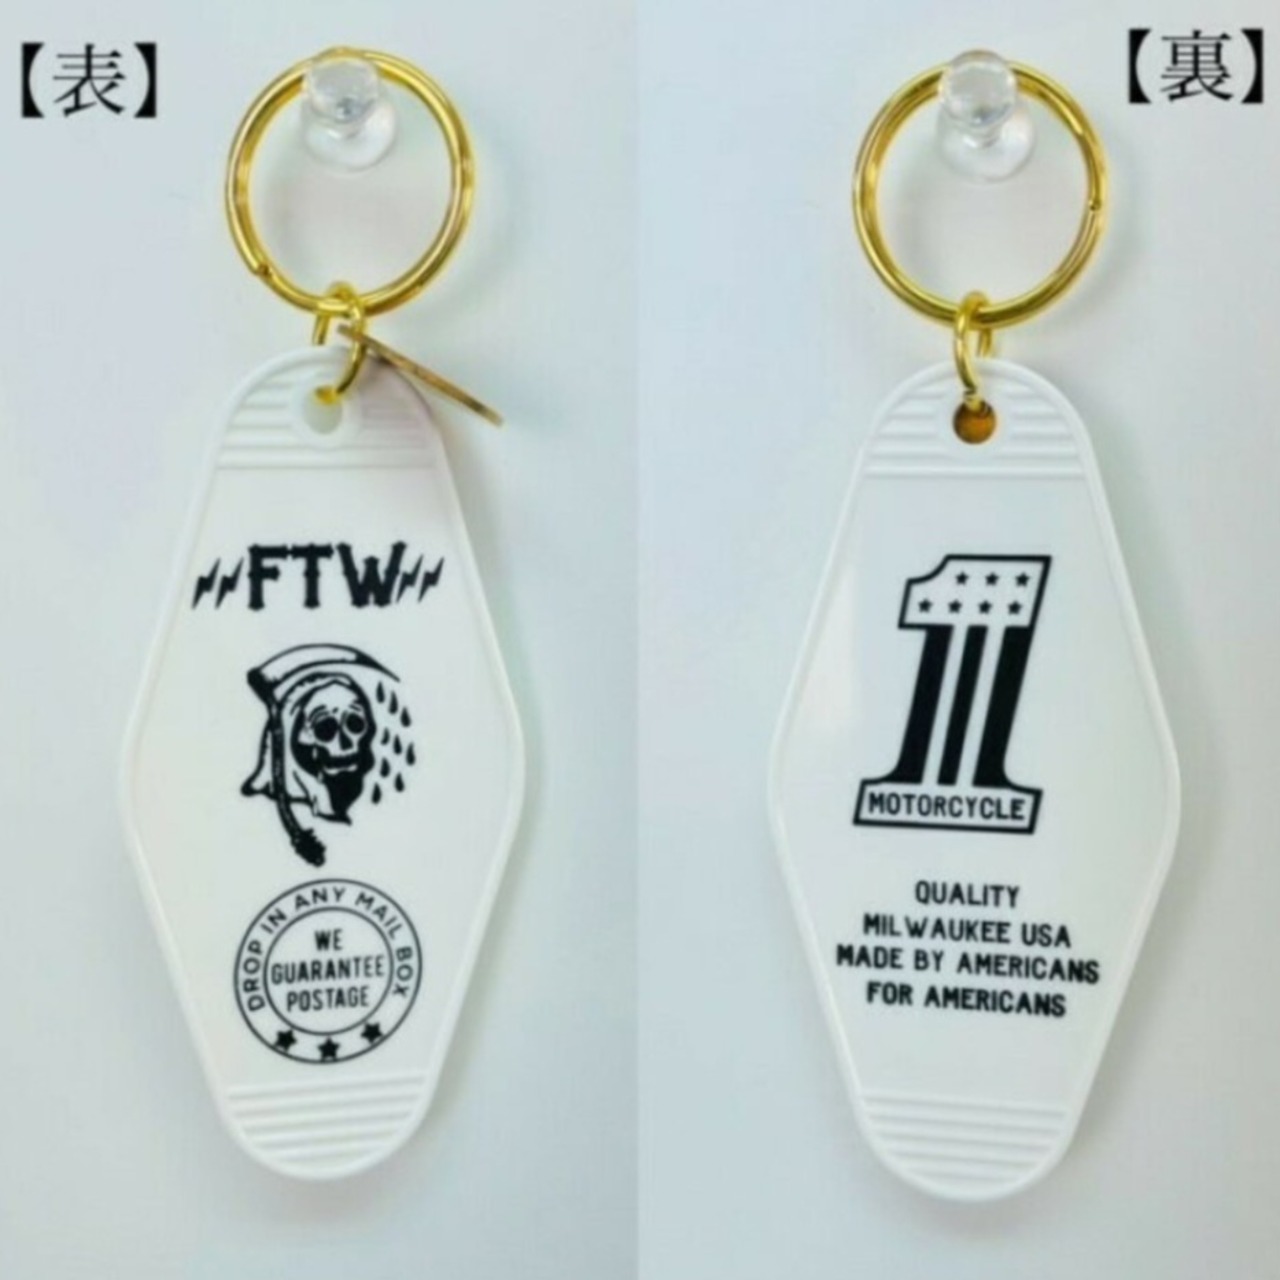 【表】
FTW
DROP IN ANY MAIL BOX
WE
GUARANTEE
POSTAGE
【裏】
1
MOTORCYCLE
QUALITY
MILWAUKEE USA
MADE BY AMERICANS
FOR AMERICANS